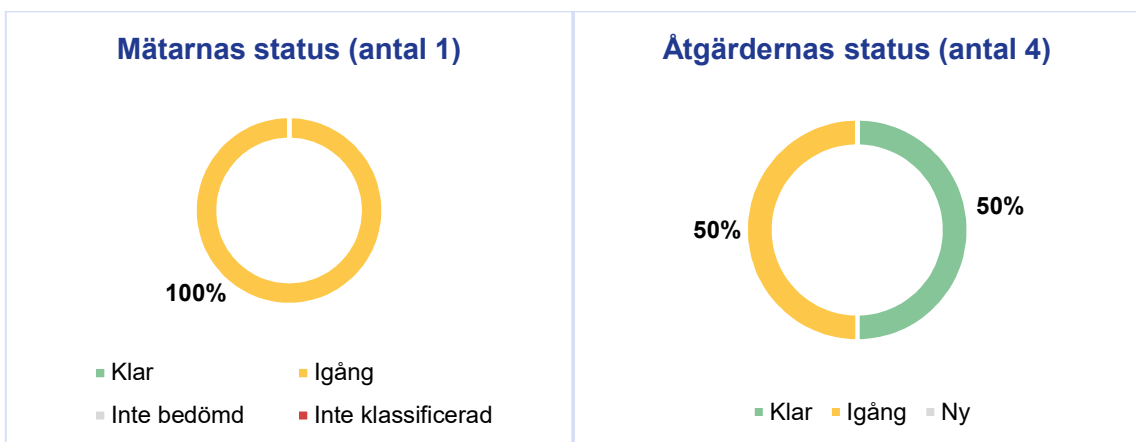 Mätarnas status (antal 1)
100%
Klar
Igång
Inte bedömd
Inte klassificerad
Åtgärdernas status (antal 4)
50%
50%
Klar
Igång
Ny